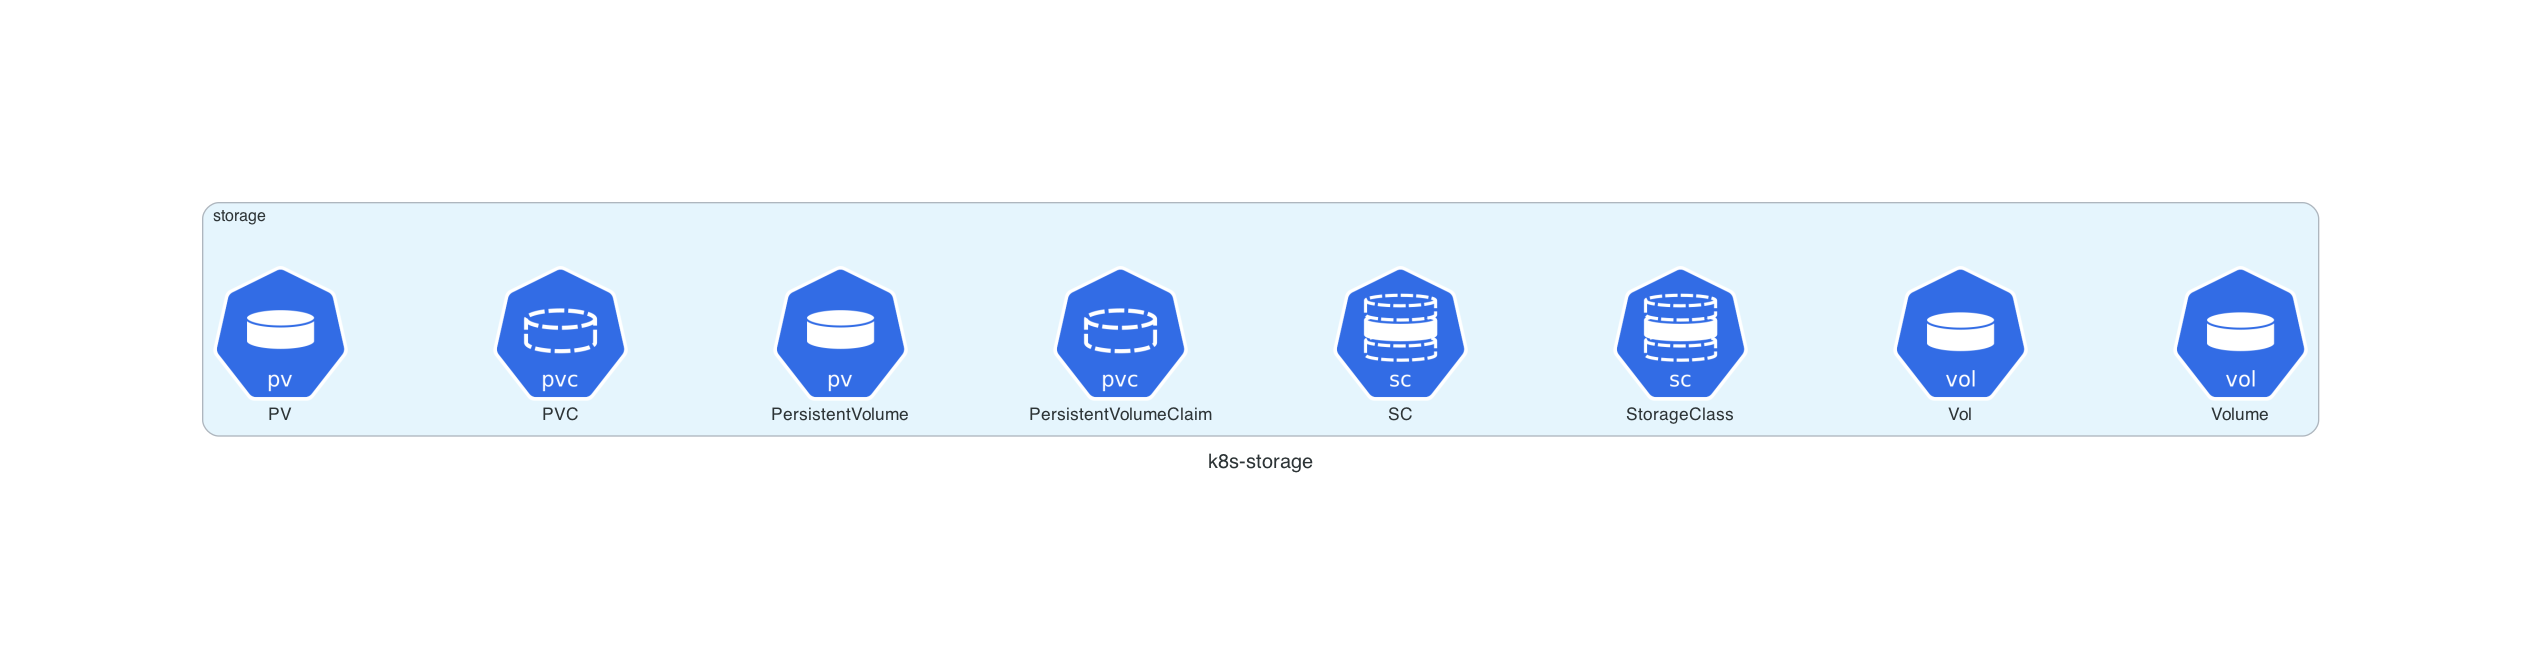 storage
pv
pvc
pv
pvc
sc
sc
vol
vol
PV
PVC
PersistentVolume
PersistentVolumeClaim
SC
StorageClass
Vol
Volume
k8s-storage